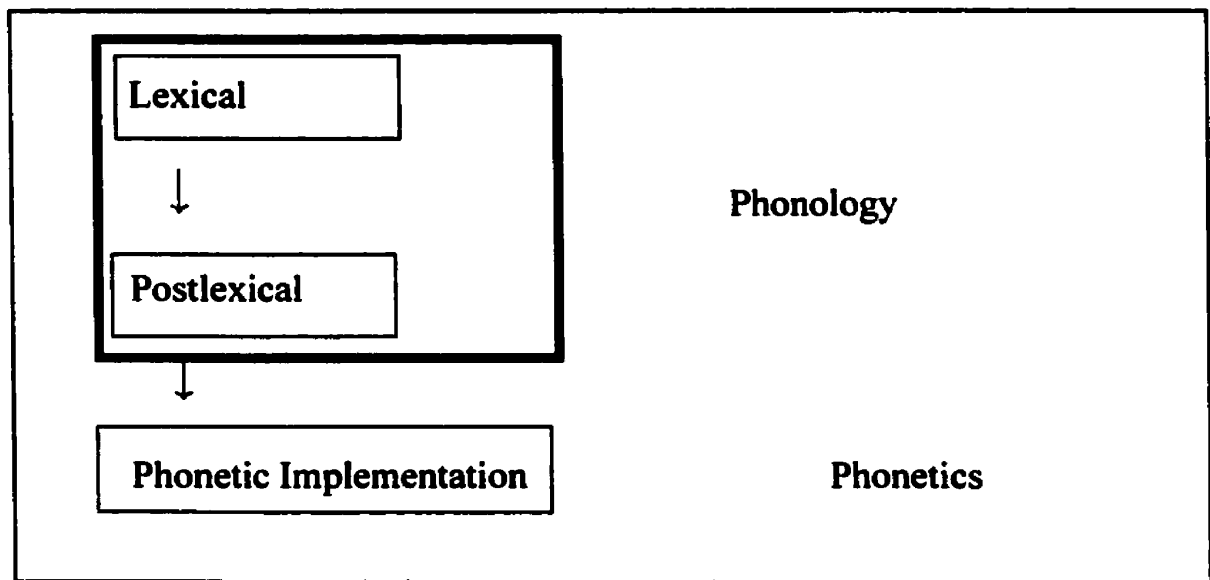 Lexical
↓
Phonology
Postlexical
↓
Phonetic Implementation Phonetics